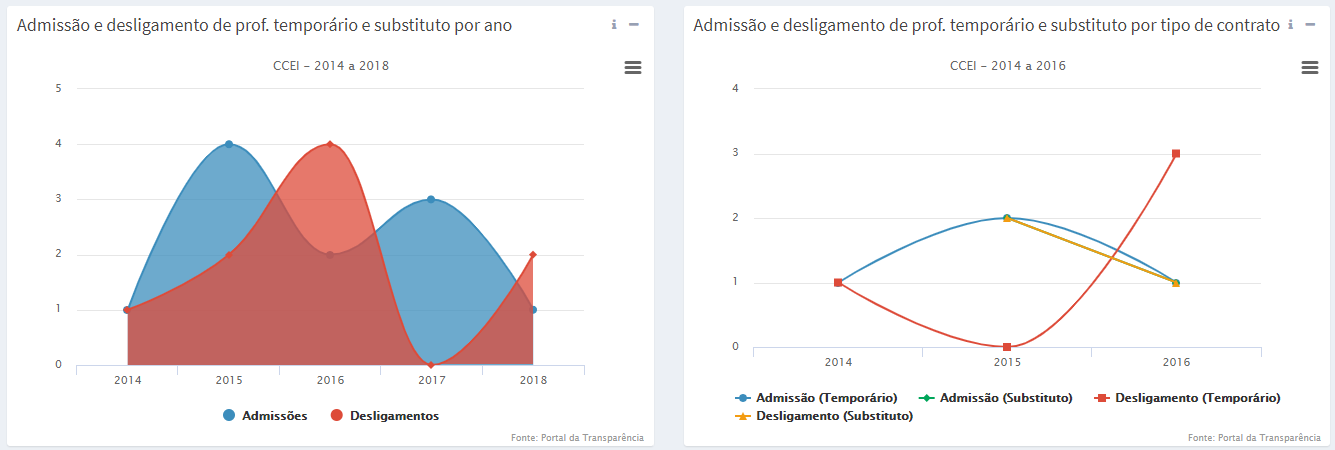 Admissão e desligamento de prof. temporário e substituto por ano
CCEI - 2014 a 2018
5
4
3
2
1
0
2014 2015 2016 2017 2018
Admissões Desligamentos
Fonte: Portal da Transparência
Admissão e desligamento de prof. temporário e substituto por tipo de contrato
CCEI - 2014 a 2016
4
3
2
1
0
2014 2015 2016
Admissão (Temporário) Admissão (Substituto) Desligamento (Temporário)
Desligamento (Substituto)
Fonte: Portal da Transparência